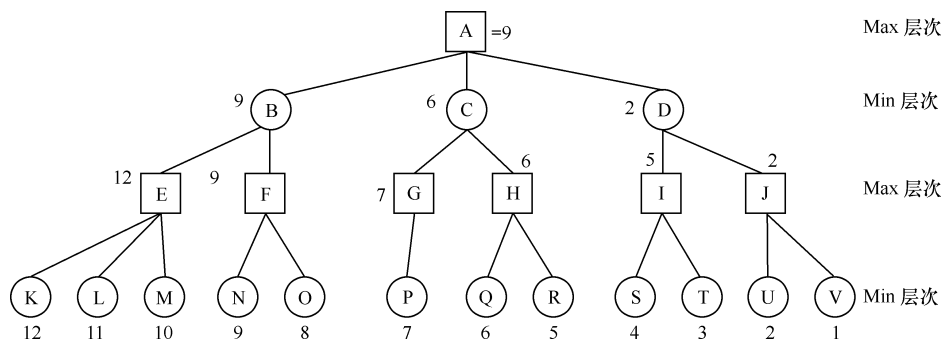 A =9 Max 层次
9 B 6 C 2 D Min 层次
6 5 2
12 E 9 F 7 G H I J Max 层次
K L M N O P Q R S T U V Min 层次
12 11 10 9 8 7 6 5 4 3 2 1